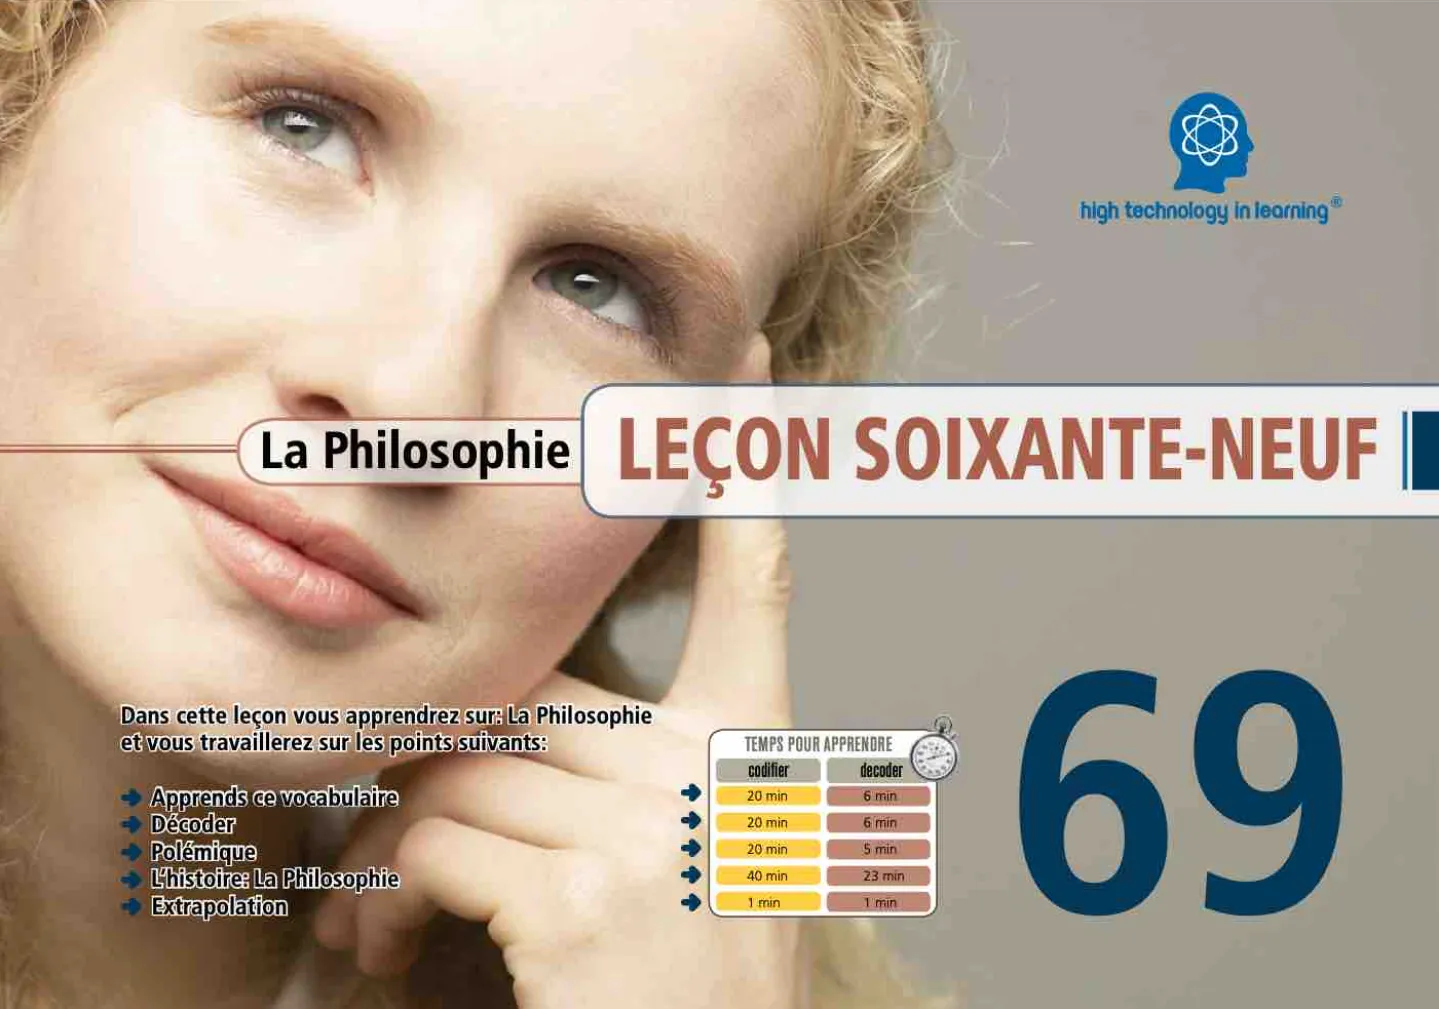 high technology in learning®
La Philosophie
LEÇON SOIXANTE-NEUF
Dans cette leçon vous apprendrez sur: La Philosophie
et vous travaillerez sur les points suivants:
Apprends ce vocabulaire
Décoder
Polémique
L'histoire: La Philosophie
Extrapolation
TEMPS POUR APPRENDRE
codifier decoder
20 min 6 min
20 min 6 min
20 min 5 min
40 min 23 min
1 min 1 min
69